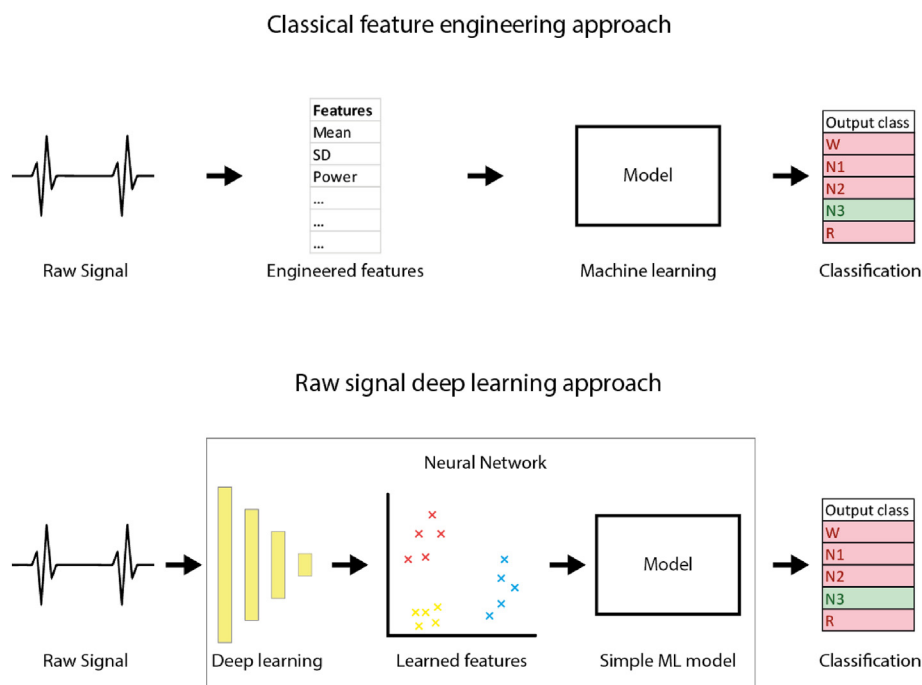 Classical feature engineering approach
Features
Mean
SD
Power
...
...
...
Model
Output class
W
N1
N2
N3
R
Raw Signal
Engineered features
Machine learning
Classification
Raw signal deep learning approach
Neural Network
Model
Output class
W
N1
N2
N3
R
Raw Signal
Deep learning
Learned features
Simple ML model
Classification